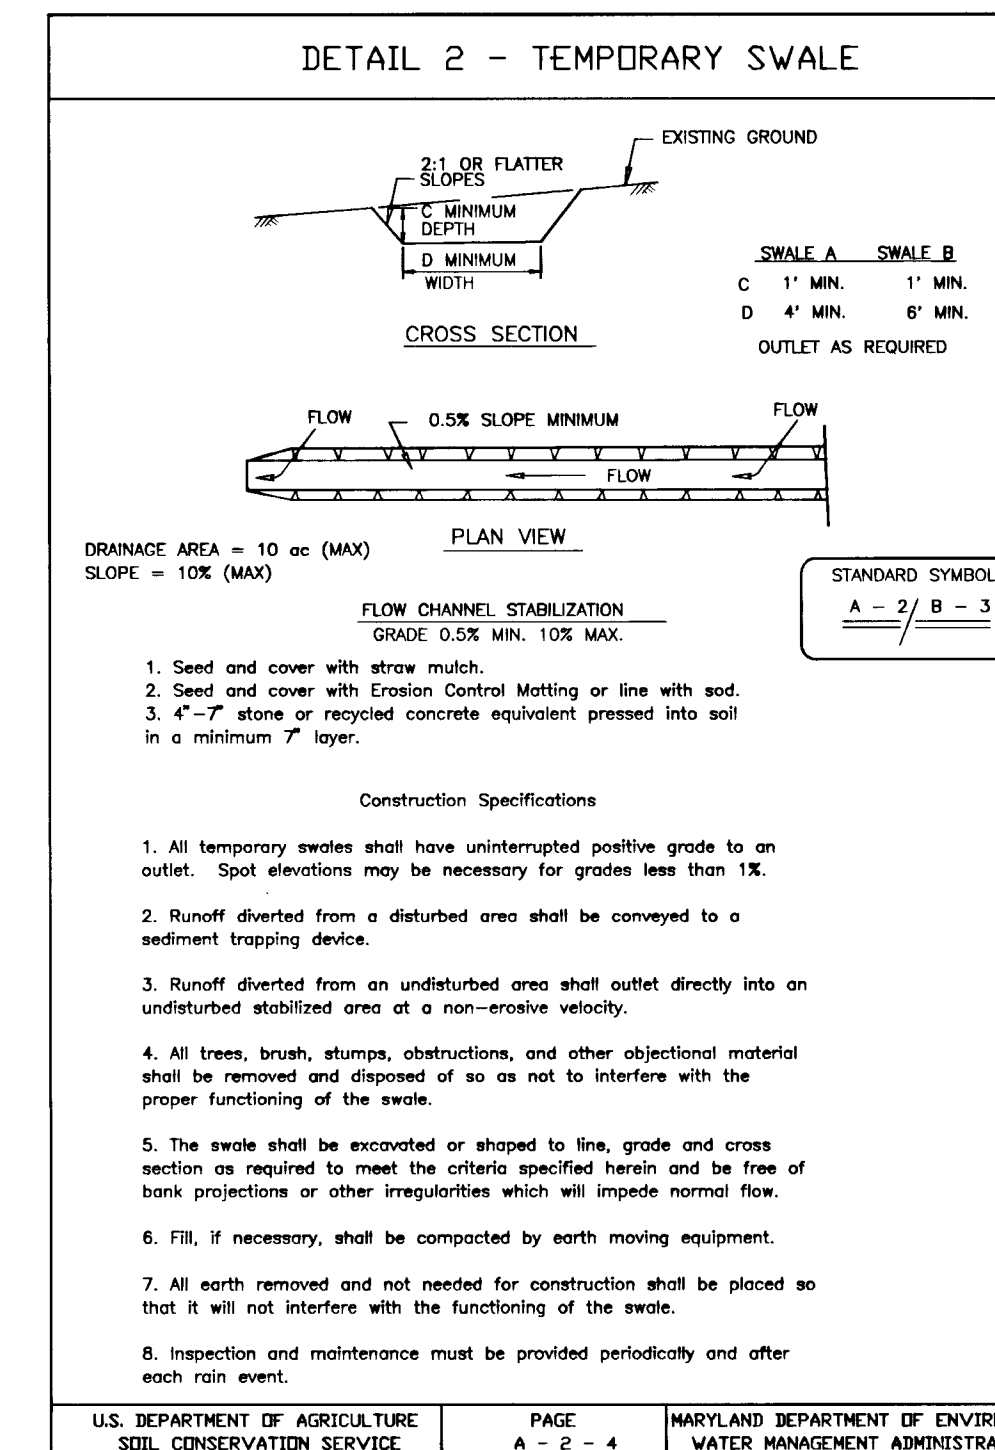 DETAIL 2 - TEMPORARY SWALE
EXISTING GROUND
2:1 OR FLATTER
SLOPES
C MINIMUM
DEPTH
D MINIMUM
WIDTH
CROSS SECTION
SWALE A SWALE B
C 1' MIN. 1' MIN.
D 4' MIN. 6' MIN.
OUTLET AS REQUIRED
FLOW
0.5% SLOPE MINIMUM
FLOW
FLOW
PLAN VIEW
DRAINAGE AREA = 10 ac (MAX)
SLOPE = 10% (MAX)
STANDARD SYMBOL
A - 2/ B - 3
FLOW CHANNEL STABILIZATION
GRADE 0.5% MIN. 10% MAX.
1. Seed and cover with straw mulch.
2. Seed and cover with Erosion Control Matting or line with sod.
3. 4"-7" stone or recycled concrete equivalent pressed into soil
in a minimum 7" layer.
Construction Specifications
1. All temporary swales shall have uninterrupted positive grade to an
outlet. Spot elevations may be necessary for grades less than 1%.
2. Runoff diverted from a disturbed area shall be conveyed to a
sediment trapping device.
3. Runoff diverted from an undisturbed area shall outlet directly into an
undisturbed stabilized area at a non-erosive velocity.
4. All trees, brush, stumps, obstructions, and other objectional material
shall be removed and disposed of so as not to interfere with the
proper functioning of the swale.
5. The swale shall be excavated or shaped to line, grade and cross
section as required to meet the criteria specified herein and be free of
bank projections or other irregularities which will impede normal flow.
6. Fill, if necessary, shall be compacted by earth moving equipment.
7. All earth removed and not needed for construction shall be placed so
that it will not interfere with the functioning of the swale.
8. Inspection and maintenance must be provided periodically and after
each rain event.
U.S. DEPARTMENT OF AGRICULTURE
SOIL CONSERVATION SERVICE
PAGE
A - 2 - 4
MARYLAND DEPARTMENT OF
WATER MANAGEMENT